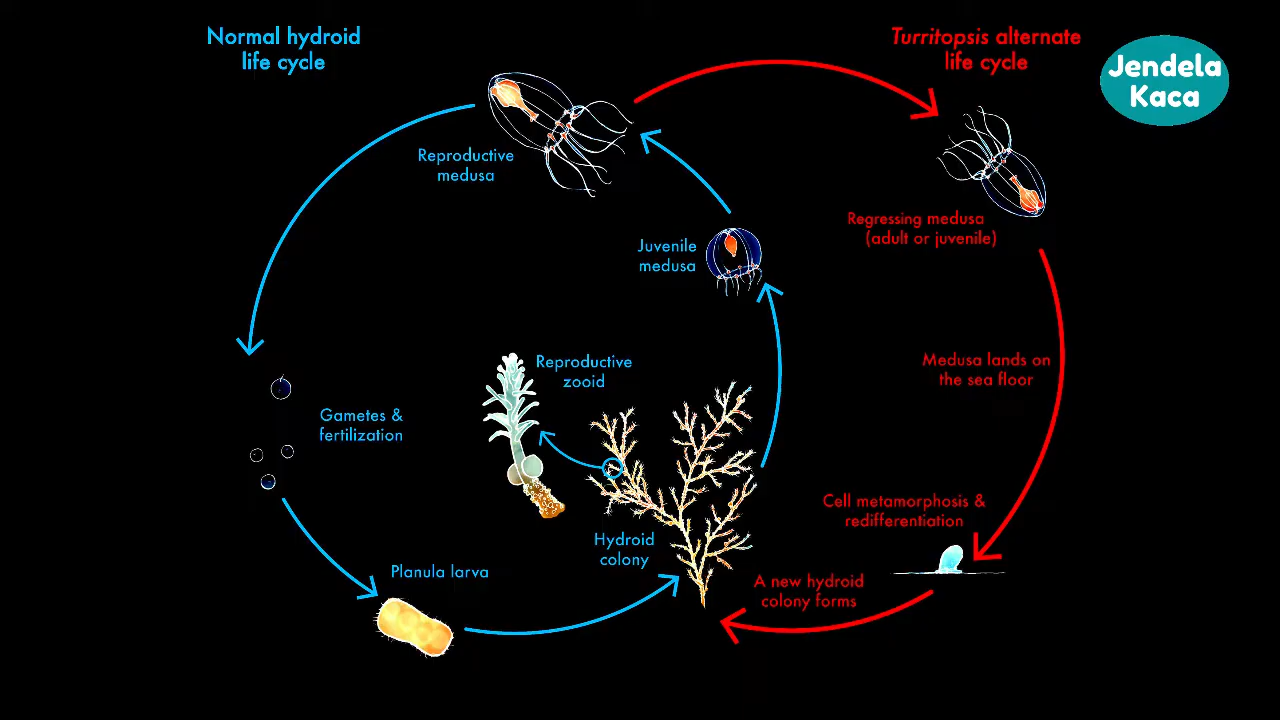 Normal hydroid
life cycle
Turritopsis alternate
life cycle
Jendela
Kaca
Reproductive
medusa
Regressing medusa
(adult or juvenile)
Juvenile
medusa
Medusa lands on
the sea floor
Reproductive
zooid
Gametes &
fertilization
Cell metamorphosis &
redifferentiation
Hydroid
colony
Planula larva
A new hydroid
colony forms